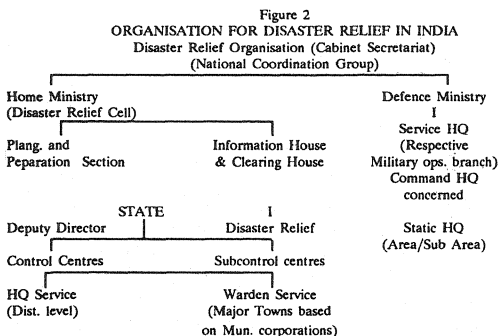 Figure 2
ORGANISATION FOR DISASTER RELIEF IN INDIA
Disaster Relief Organisation (Cabinet Secretariat)
(National Coordination Group)
Home Ministry
(Disaster Relief Cell)
Defence Ministry
I
Service HQ
(Respective
Military ops. branch)
Command HQ
concerned
Plang. and
Peparation Section
Information House
& Clearing House
STATE
I
Deputy Director
Disaster Relief
Static HQ
(Area/Sub Area)
Control Centres
Subcontrol centres
HQ Service
(Dist. level)
Warden Service
(Major Towns based
on Mun. corporations)